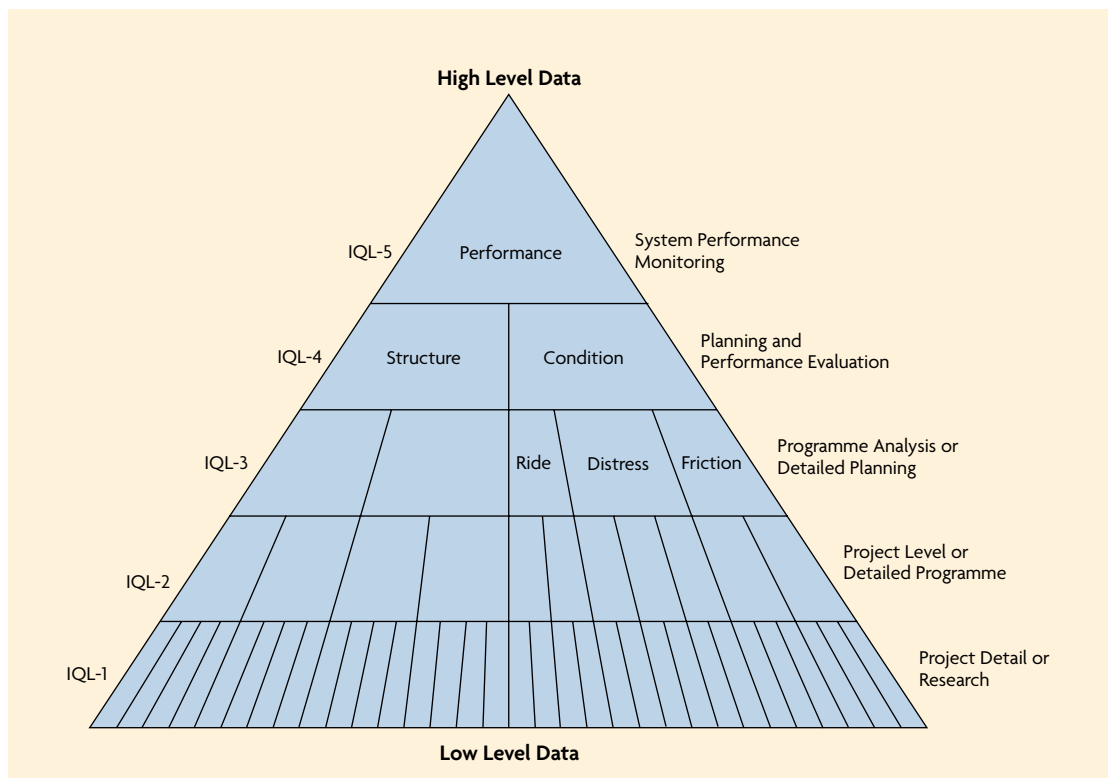 High Level Data
IQL-5
Performance
System Performance
Monitoring
IQL-4
Structure
Condition
Planning and
Performance Evaluation
IQL-3
Ride
Distress
Friction
Programme Analysis or
Detailed Planning
IQL-2
Project Level or
Detailed Programme
IQL-1
Project Detail or
Research
Low Level Data